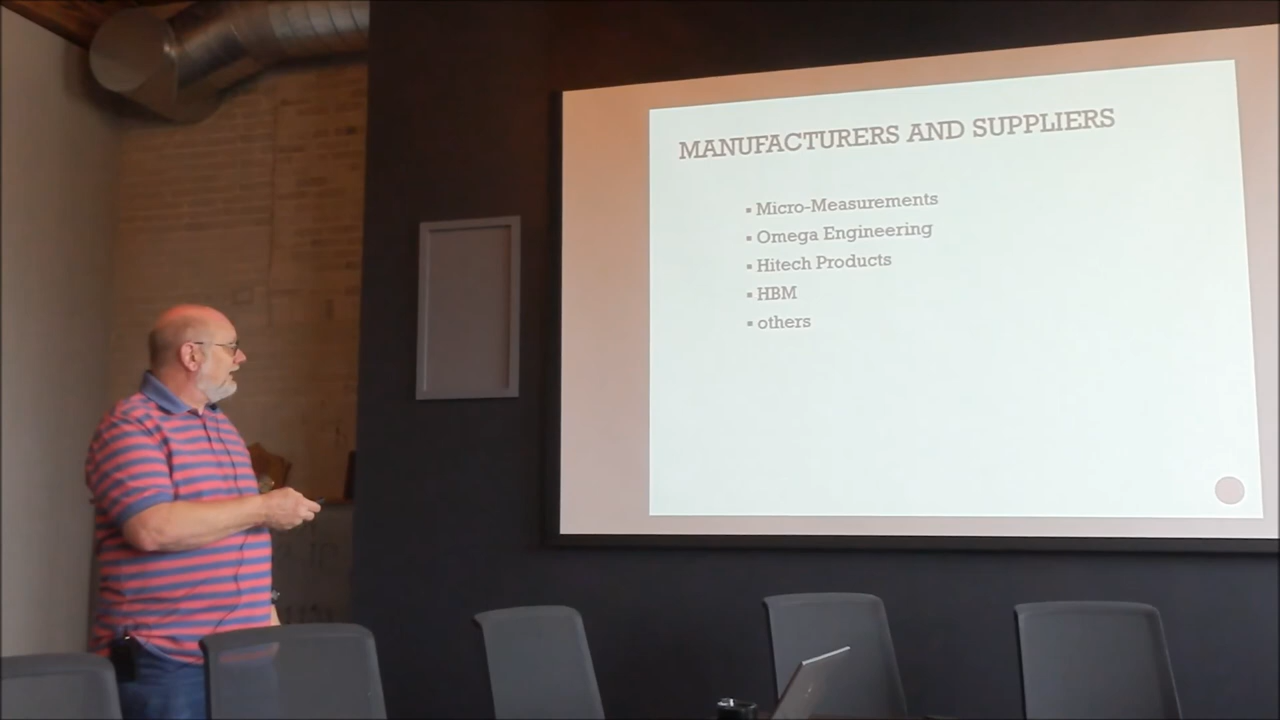 MANUFACTURERS AND SUPPLIERS
▪ Micro-Measurements
▪ Omega Engineering
▪ Hitech Products
▪ HBM
▪ others